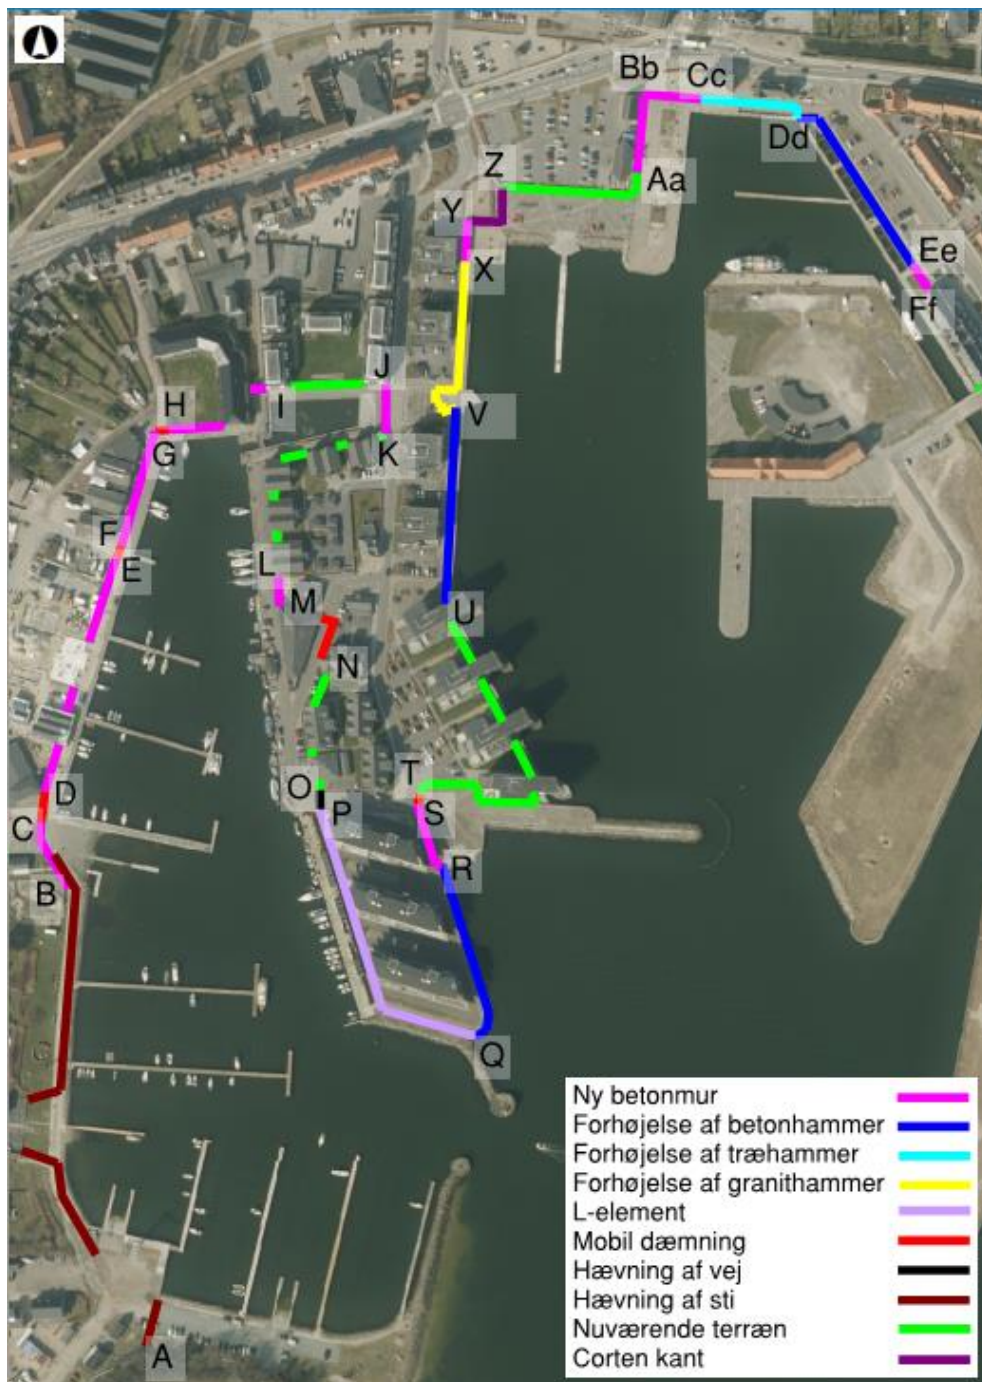 Bb Cc
Dd
Z
Aa
Y
X
Ee
Ff
J
I
H
V
G
K
F
E
L
M
U
N
T
O
D
P
S
C
R
B
Q
A
Ny betonmur
Forhøjelse af betonhammer
Forhøjelse af træhammer
Forhøjelse af granithammer
L-element
Mobil dæmning
Hævning af vej
Hævning af sti
Nuværende terræn
Corten kant